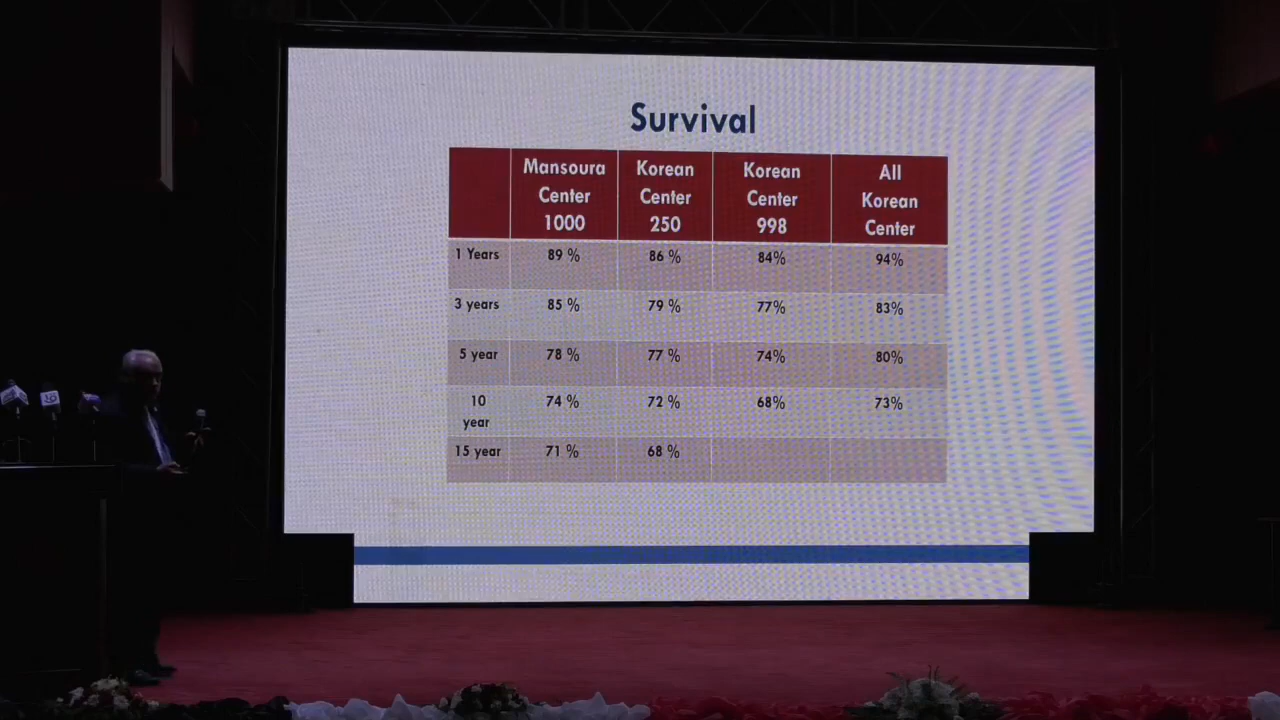 Survival
Mansoura Center 1000 Korean Center 250 Korean Center 998 All Korean Center
1 Years 89 % 86 % 84% 94%
3 years 85 % 79 % 77% 83%
5 year 78 % 77 % 74% 80%
10 year 74 % 72 % 68% 73%
15 year 71 % 68 %